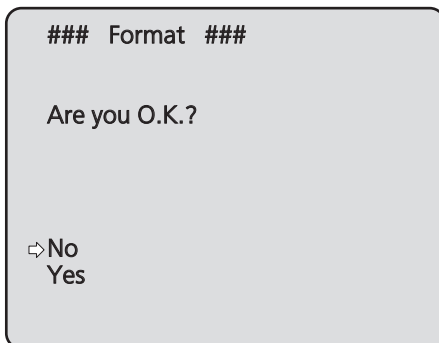 ### Format ###
Are you O.K.?
⇨No
Yes